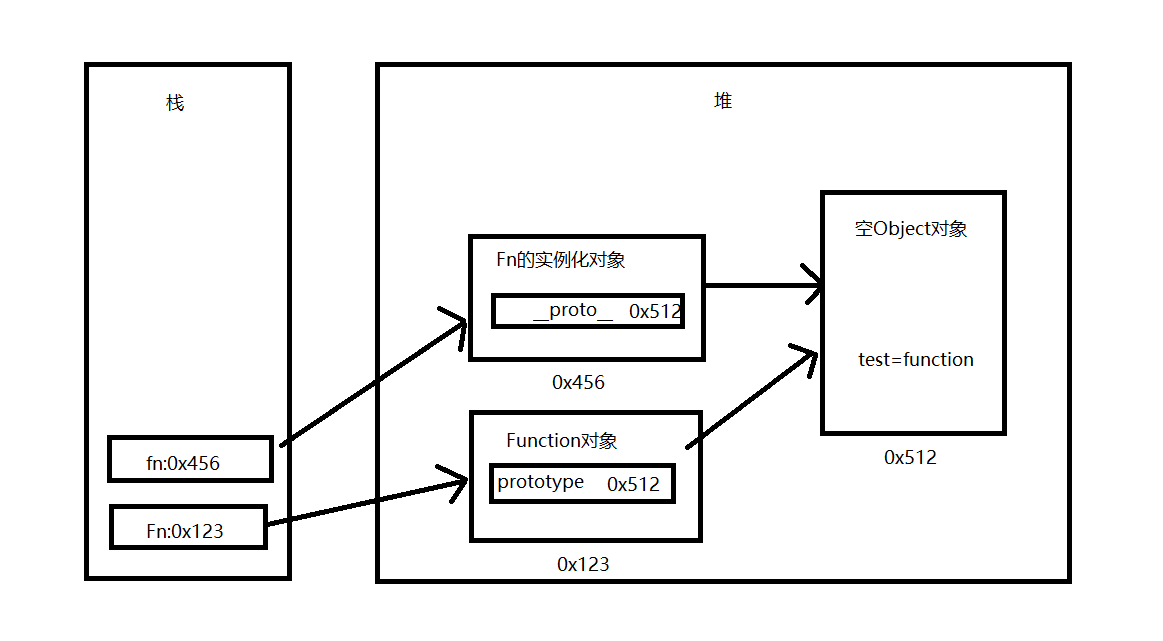 栈
堆
空Object对象
Fn的实例化对象
__proto__ 0x512
test=function
0x456
Function对象
fn:0x456
prototype 0x512
0x512
Fn:0x123
0x123